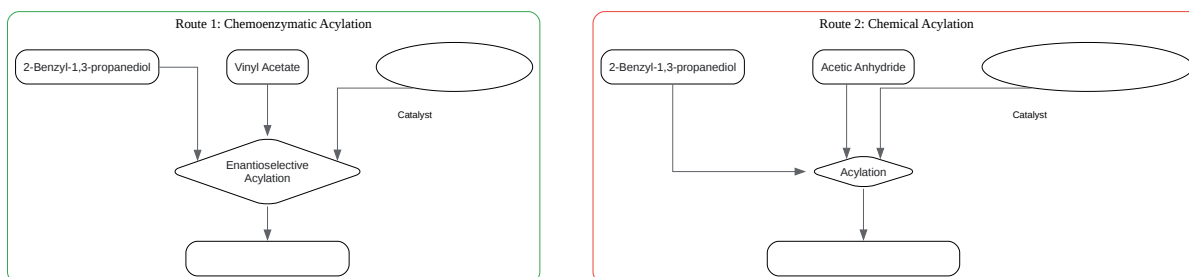 Route 1: Chemoenzymatic Acylation
2-Benzyl-1,3-propanediol
Vinyl Acetate
Catalyst
Enantioselective
Acylation
Route 2: Chemical Acylation
2-Benzyl-1,3-propanediol
Acetic Anhydride
Catalyst
Acylation